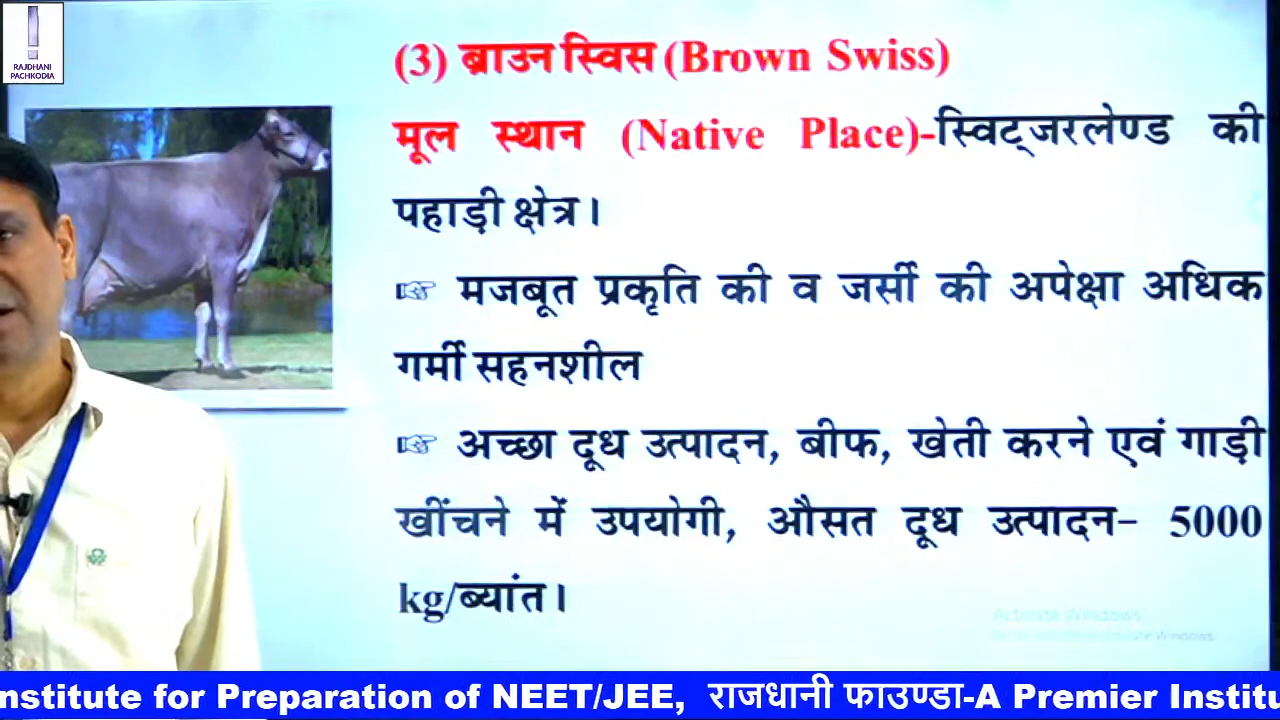 RAJDHANI
PACHKODIA
(3) ब्राउन स्विस (Brown Swiss)
मूल स्थान (Native Place)-स्विट्जरलेण्ड की
पहाड़ी क्षेत्र।
☞ मजबूत प्रकृति की व जर्सी की अपेक्षा अधिक
गर्मी सहनशील
☞ अच्छा दूध उत्पादन, बीफ, खेती करने एवं गाड़ी
खींचने में उपयोगी, औसत दूध उत्पादन- 5000
kg/ब्यांत।
Activate Windows
Windows.
nstitute for Preparation of NEET/JEE, राजधानी फाउण्डा-A Premier Institu